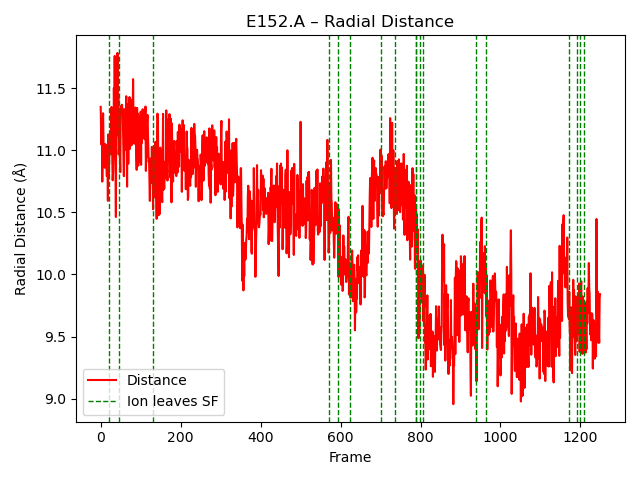 E152.A – Radial Distance
Radial Distance (Å)
11.5
11.0
10.5
10.0
9.5
9.0
Distance
Ion leaves SF
0 200 400 600 800 1000 1200
Frame